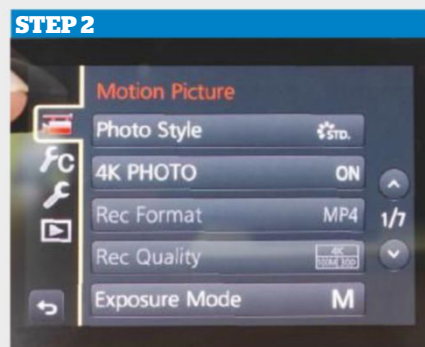 STEP 2
Motion Picture
Photo Style STD.
4K PHOTO ON
Rec Format MP4 1/7
Rec Quality 4K
Exposure Mode M